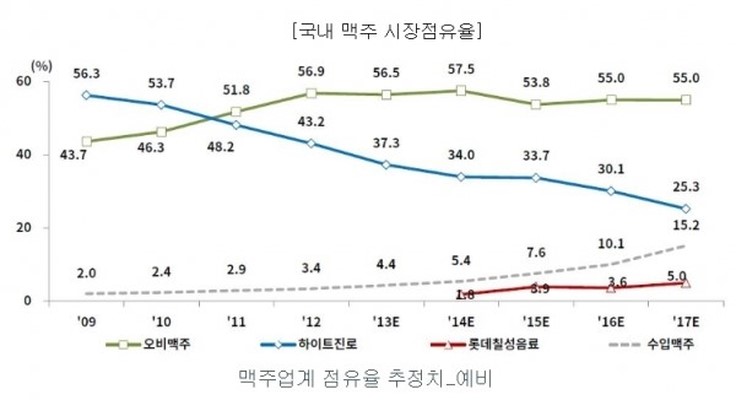 [국내 맥주 시장점유율]
(%)
56.3 53.7 51.8 56.9 56.5 57.5 53.8 55.0 55.0
60
43.7 46.3 48.2 43.2 37.3 34.0 33.7 30.1 25.3
40
20
15.2
2.0 2.4 2.9 3.4 4.4 5.4 7.6 10.1
1.8 3.9 3.6 5.0
0
'09 '10 '11 '12 '13E '14E '15E '16E '17E
오비맥주 하이트진로 롯데칠성음료 수입맥주
맥주업계 점유율 추정치_예비